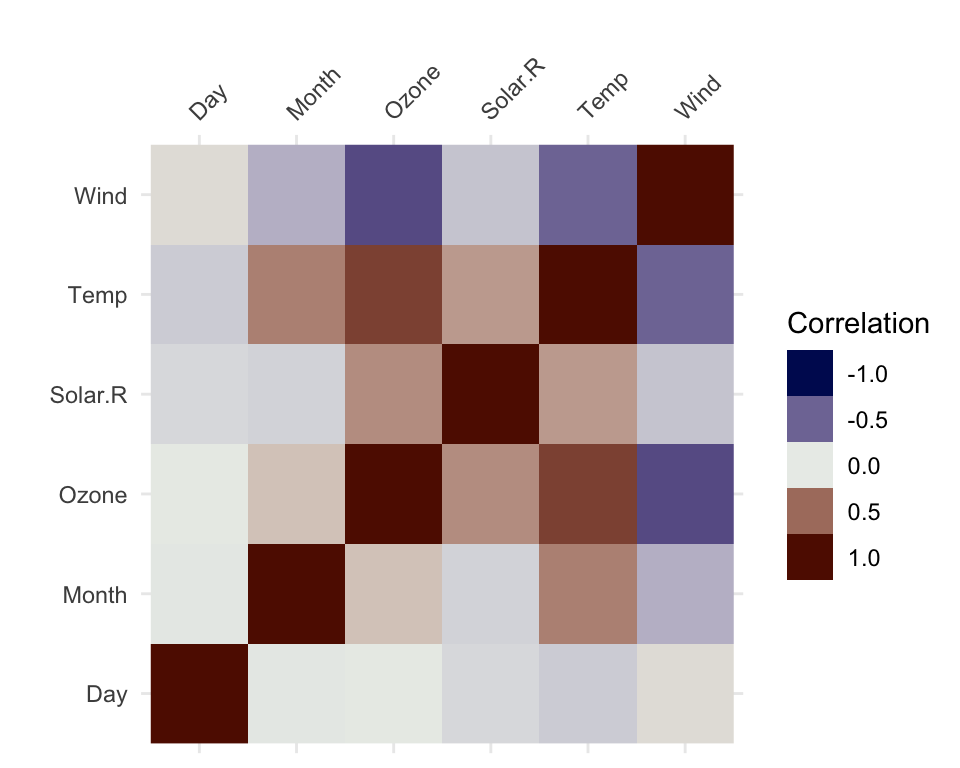 Day
Month
Ozone
Solar.R
Temp
Wind
Wind
Temp
Solar.R
Ozone
Month
Day
Correlation
-1.0
-0.5
0.0
0.5
1.0